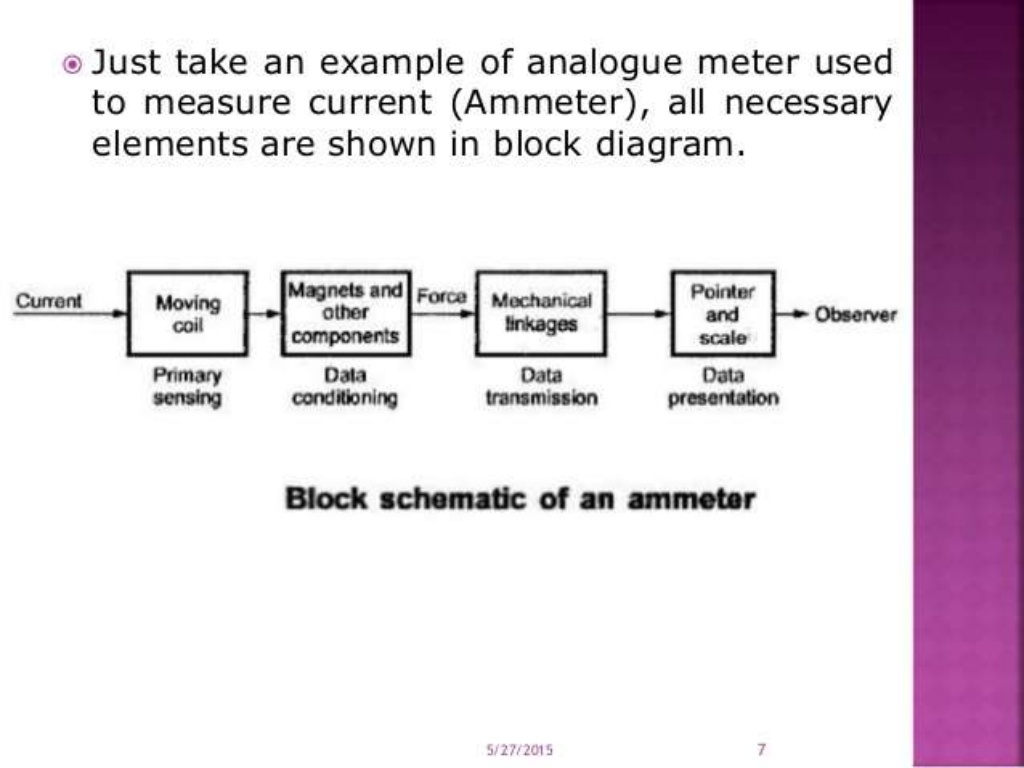 Just take an example of analogue meter used
to measure current (Ammeter), all necessary
elements are shown in block diagram.
Current
Moving
coil
Primary
sensing
Magnets and
other
components
Data
conditioning
Force
Mechanical
linkages
Data
transmission
Pointer
and
scale
Data
presentation
Observer
Block schematic of an ammeter
5/27/2015
7